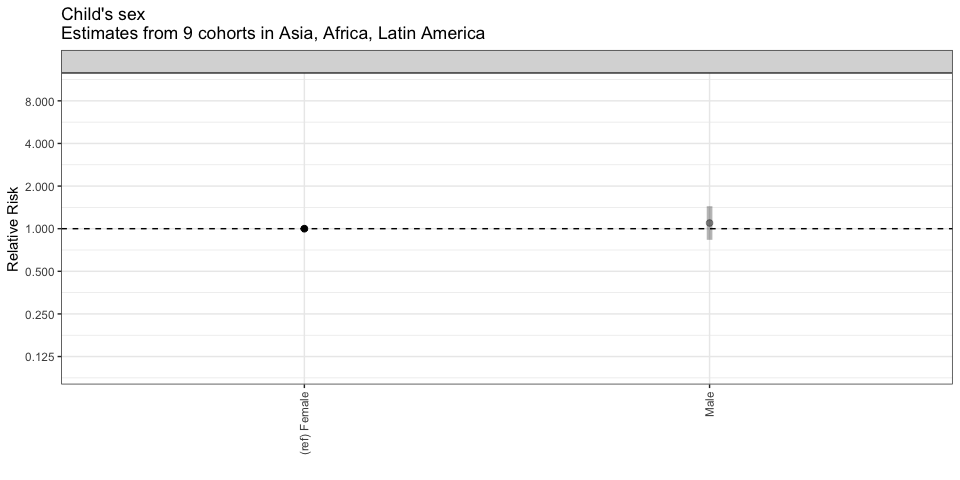 Child's sex
Estimates from 9 cohorts in Asia, Africa, Latin America
Relative Risk
8.000
4.000
2.000
1.000
0.500
0.250
0.125
(ref) Female
Male